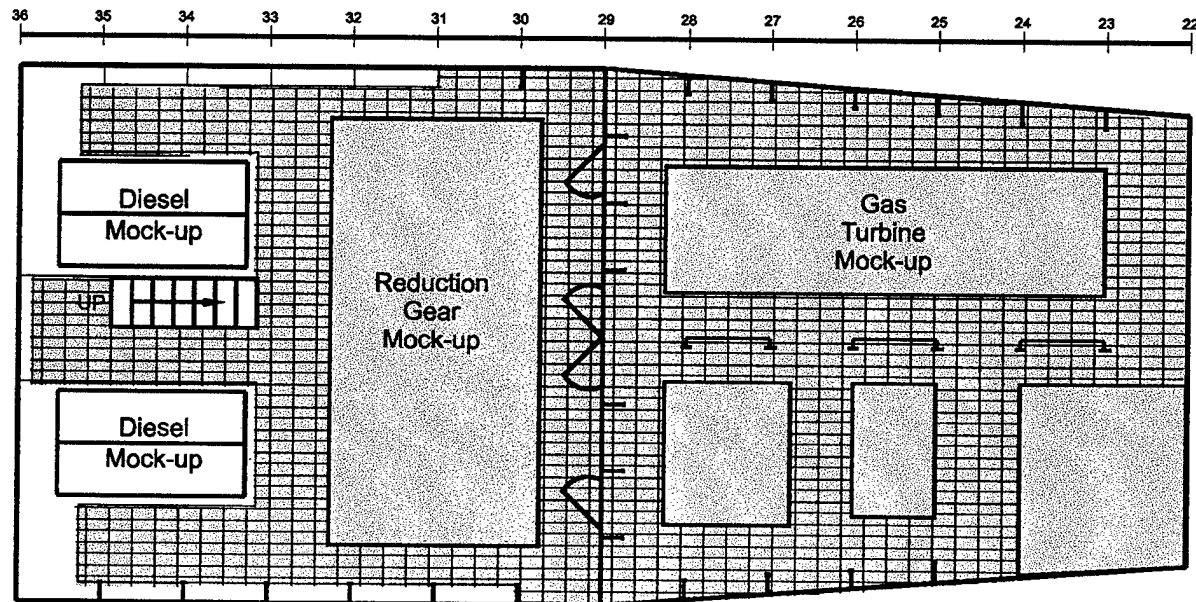 36 35 34 33 32 31 30 29 28 27 26 25 24 23 22
Diesel
Mock-up
Gas
Turbine
Mock-up
Reduction
Gear
Mock-up
UP
Diesel
Mock-up